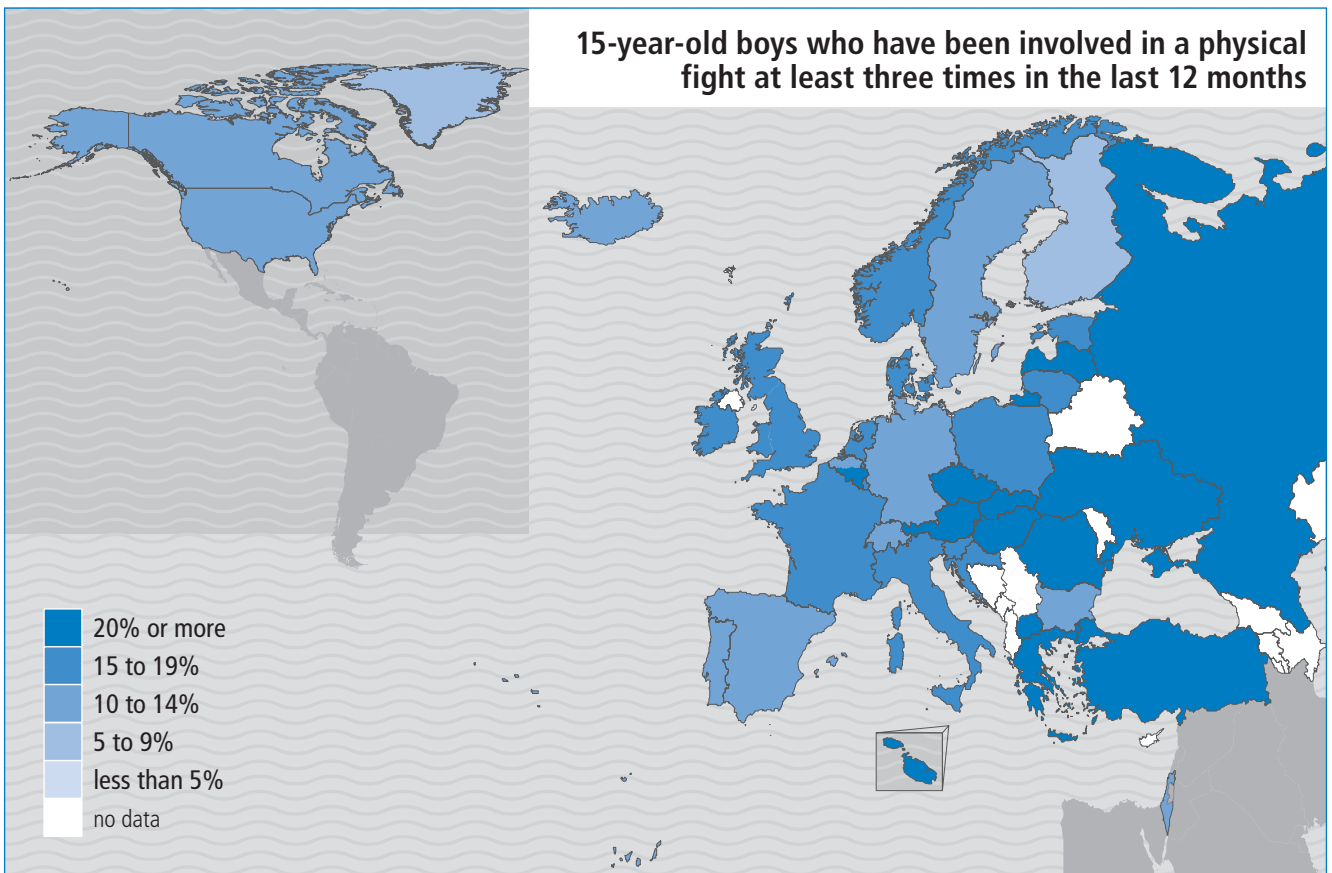 15-year-old boys who have been involved in a physical
fight at least three times in the last 12 months
20% or more
15 to 19%
10 to 14%
5 to 9%
less than 5%
no data